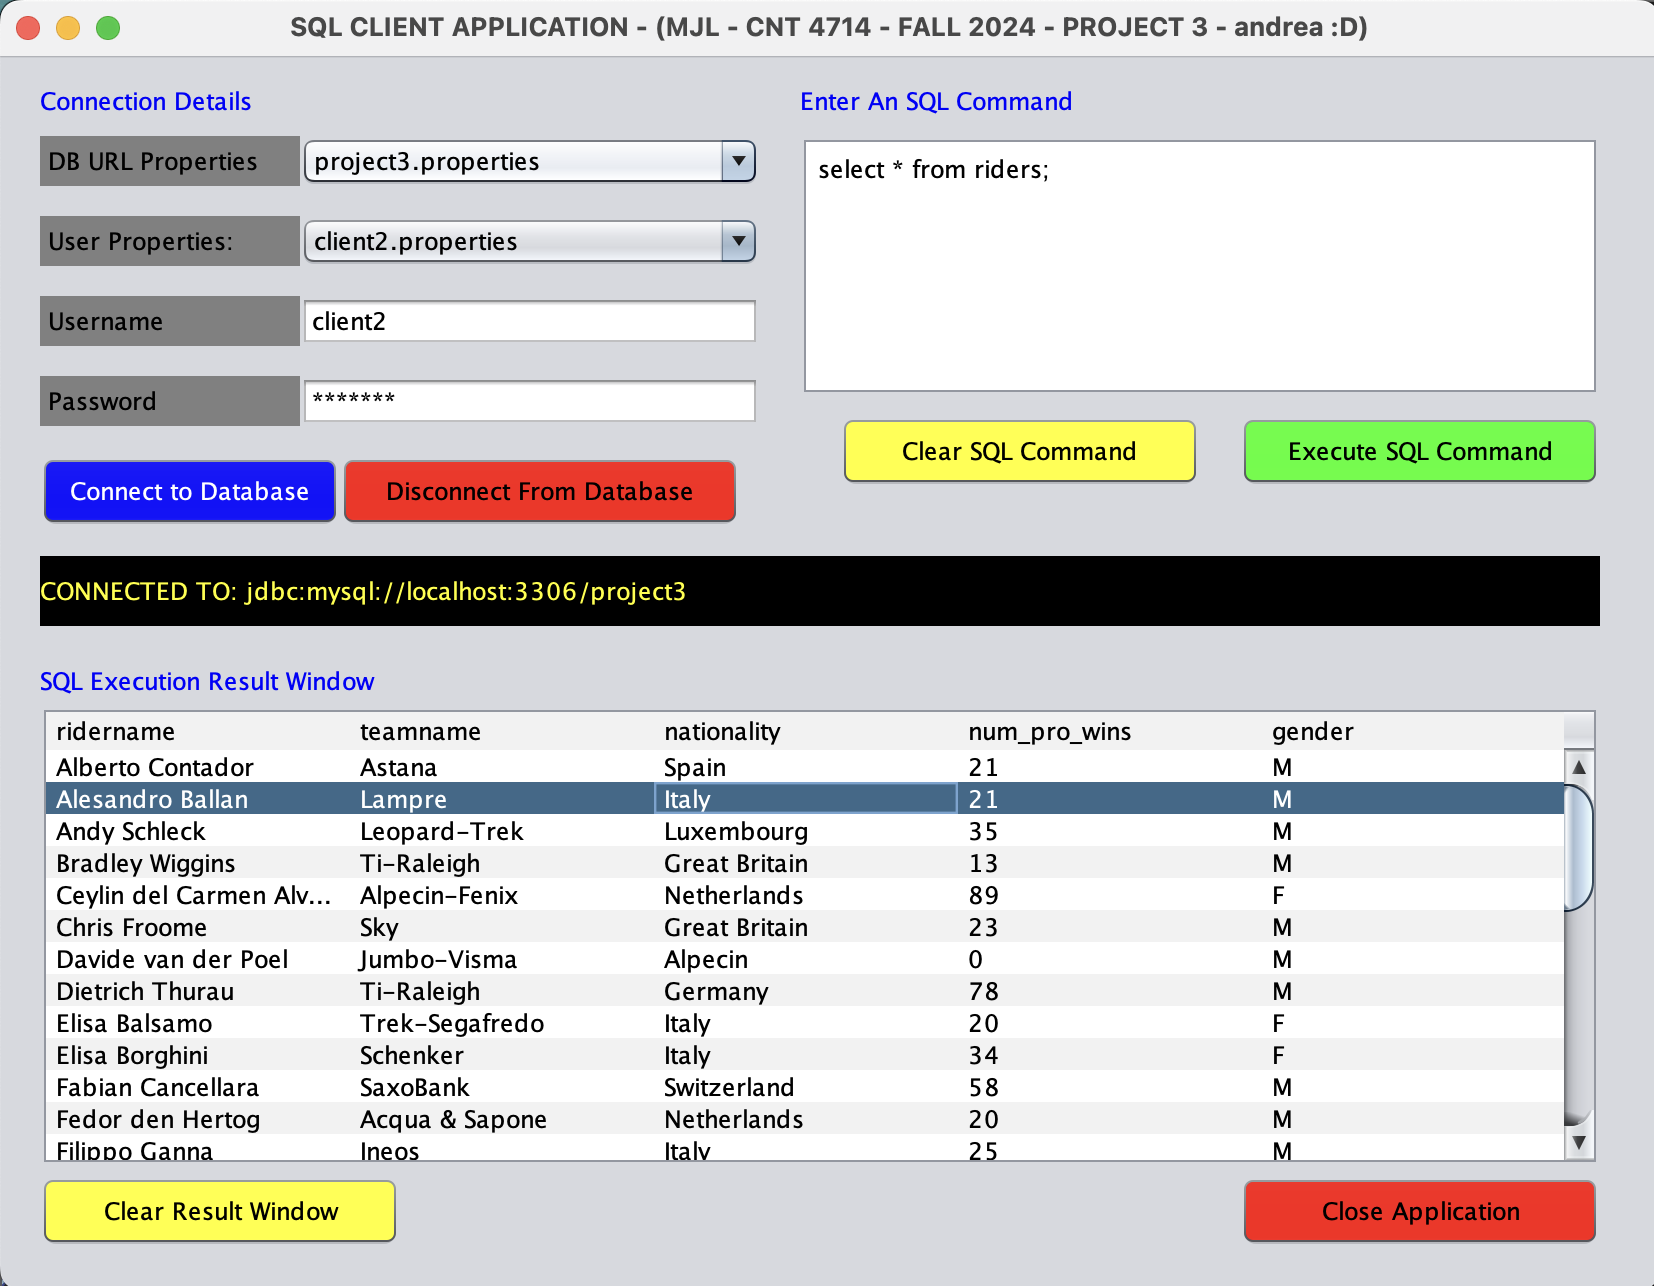 SQL CLIENT APPLICATION - (MJL - CNT 4714 - FALL 2024 - PROJECT 3 - andrea :D)
Connection Details
DB URL Properties project3.properties
User Properties: client2.properties
Username client2
Password *******
Connect to Database Disconnect From Database
Enter An SQL Command
select * from riders;
Clear SQL Command Execute SQL Command
CONNECTED TO: jdbc:mysql://localhost:3306/project3
SQL Execution Result Window
ridername teamname nationality num_pro_wins gender
Alberto Contador Astana Spain 21 M
Alesandro Ballan Lampre Italy 21 M
Andy Schleck Leopard-Trek Luxembourg 35 M
Bradley Wiggins Ti-Raleigh Great Britain 13 M
Ceylin del Carmen Alv... Alpecin-Fenix Netherlands 89 F
Chris Froome Sky Great Britain 23 M
Davide van der Poel Jumbo-Visma Alpecin 0 M
Dietrich Thurau Ti-Raleigh Germany 78 M
Elisa Balsamo Trek-Segafredo Italy 20 F
Elisa Borghini Schenker Italy 34 F
Fabian Cancellara SaxoBank Switzerland 58 M
Fedor den Hertog Acqua & Sapone Netherlands 20 M
Filippo Ganna Ineos Italy 25 M
Clear Result Window Close Application